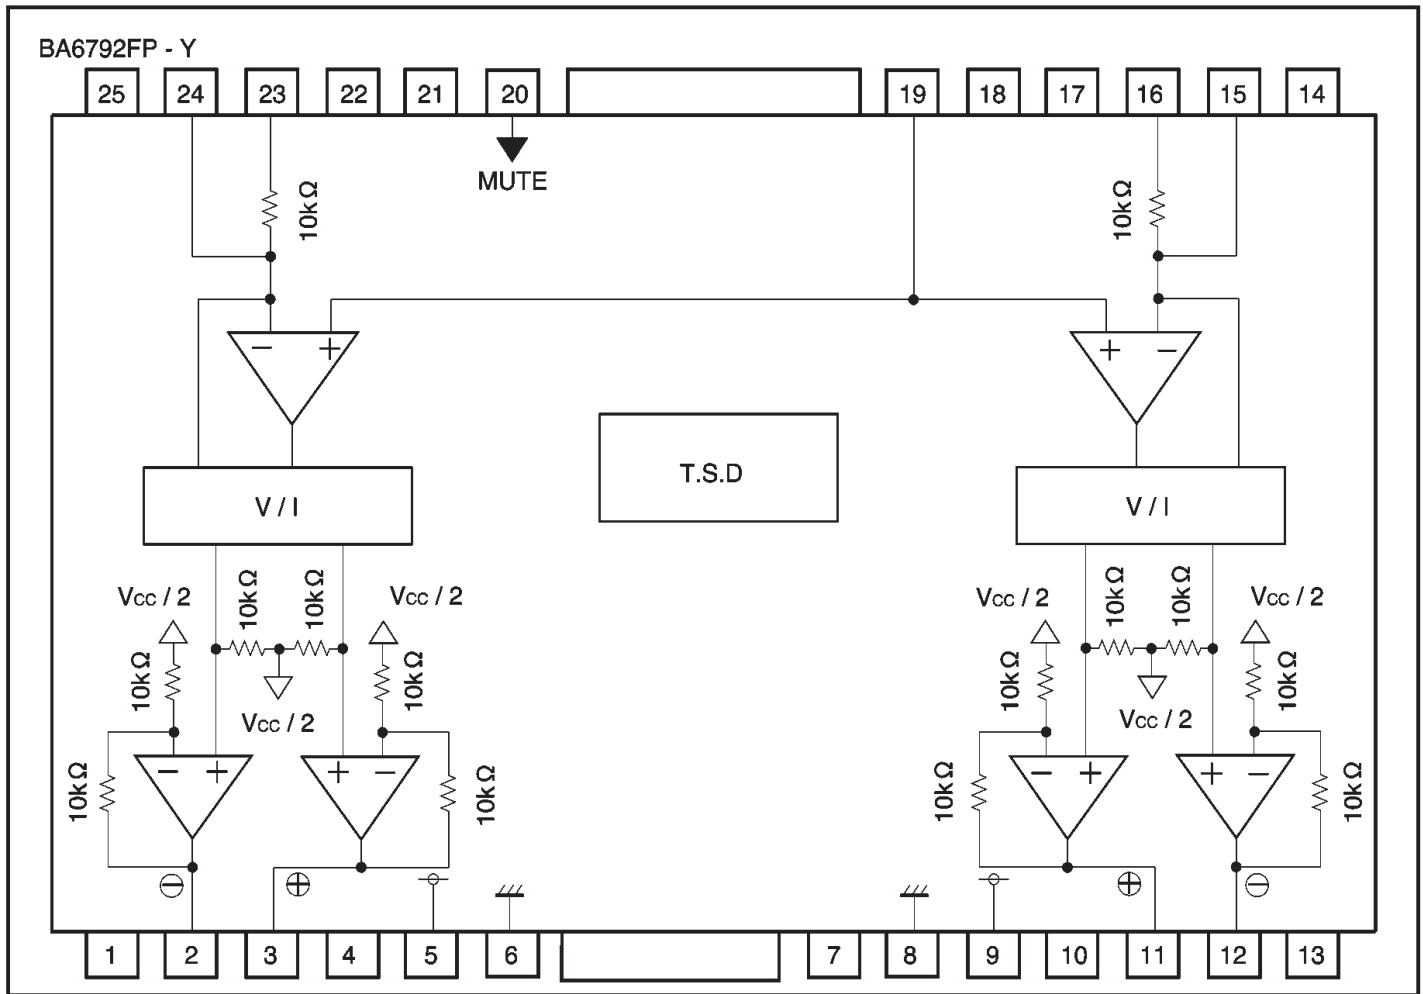 BA6792FP - Y
25 24 23 22 21 20 19 18 17 16 15 14
MUTE
10kΩ 10kΩ
− + + −
T.S.D
V / I V / I
VCC / 2 10kΩ 10kΩ VCC / 2 VCC / 2 10kΩ 10kΩ VCC / 2
10kΩ 10kΩ 10kΩ 10kΩ
VCC / 2 VCC / 2
10kΩ − + + − 10kΩ 10kΩ − + + − 10kΩ
⊖ ⊕ ⊕ ⊖
1 2 3 4 5 6 7 8 9 10 11 12 13